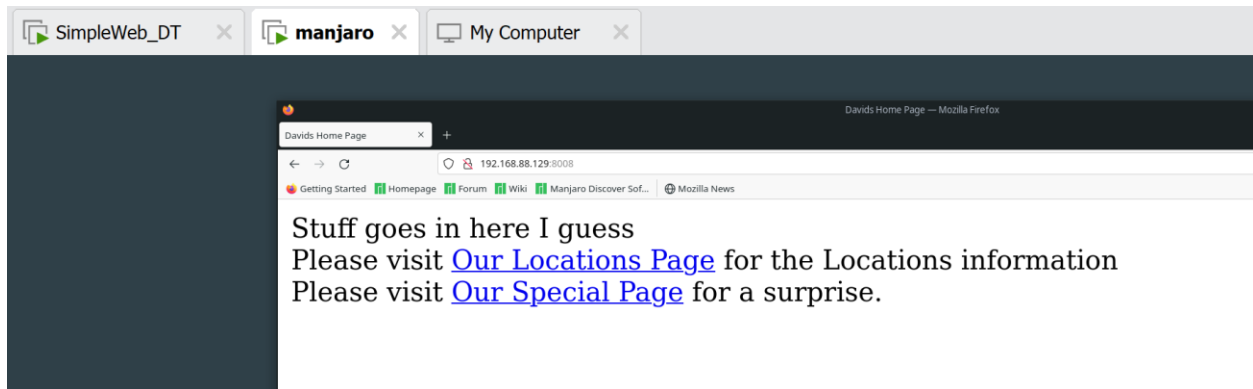 SimpleWeb_DT
manjaro
My Computer
Davids Home Page — Mozilla Firefox
Davids Home Page
192.168.88.129:8008
Getting Started Homepage Forum Wiki Manjaro Discover Sof... Mozilla News
Stuff goes in here I guess
Please visit Our Locations Page for the Locations information
Please visit Our Special Page for a surprise.